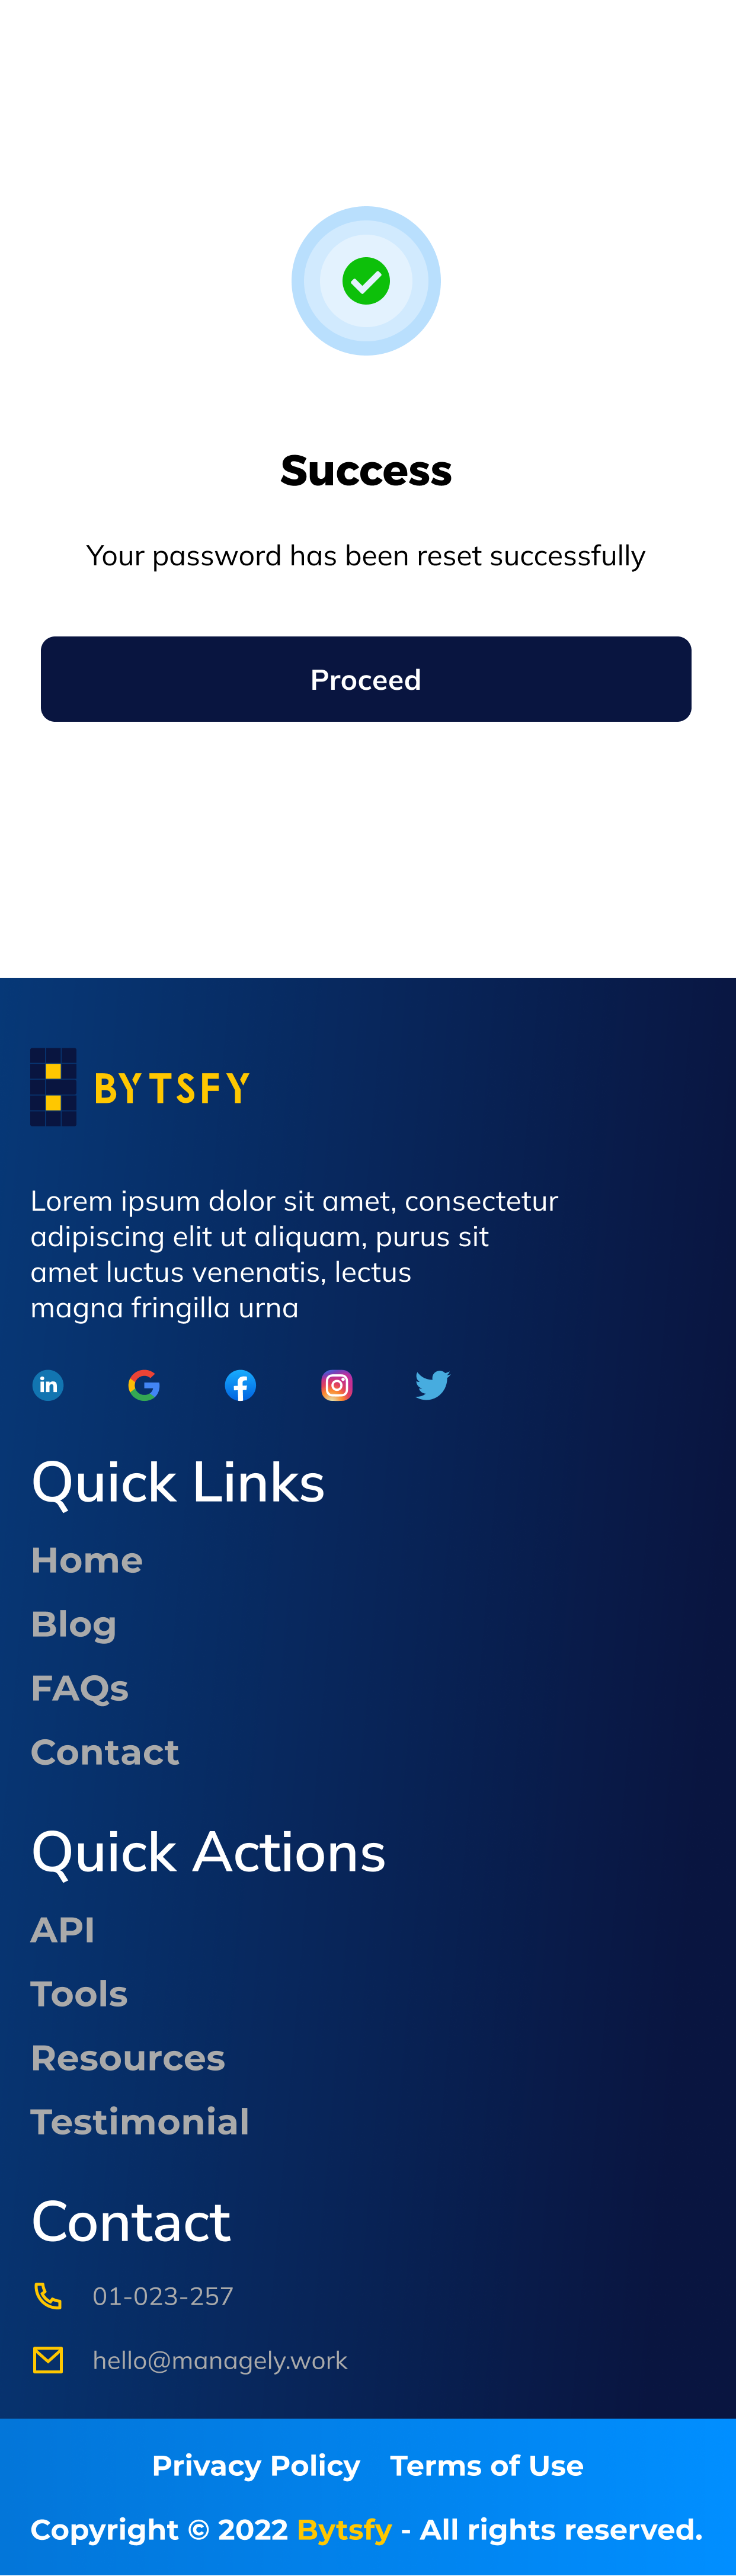 Success
Your password has been reset successfully
Proceed
BYTSFY
Lorem ipsum dolor sit amet, consectetur
adipiscing elit ut aliquam, purus sit
amet luctus venenatis, lectus
magna fringilla urna
Quick Links
Home
Blog
FAQs
Contact
Quick Actions
API
Tools
Resources
Testimonial
Contact
01-023-257
hello@managely.work
Privacy Policy Terms of Use
Copyright © 2022 Bytsfy - All rights reserved.